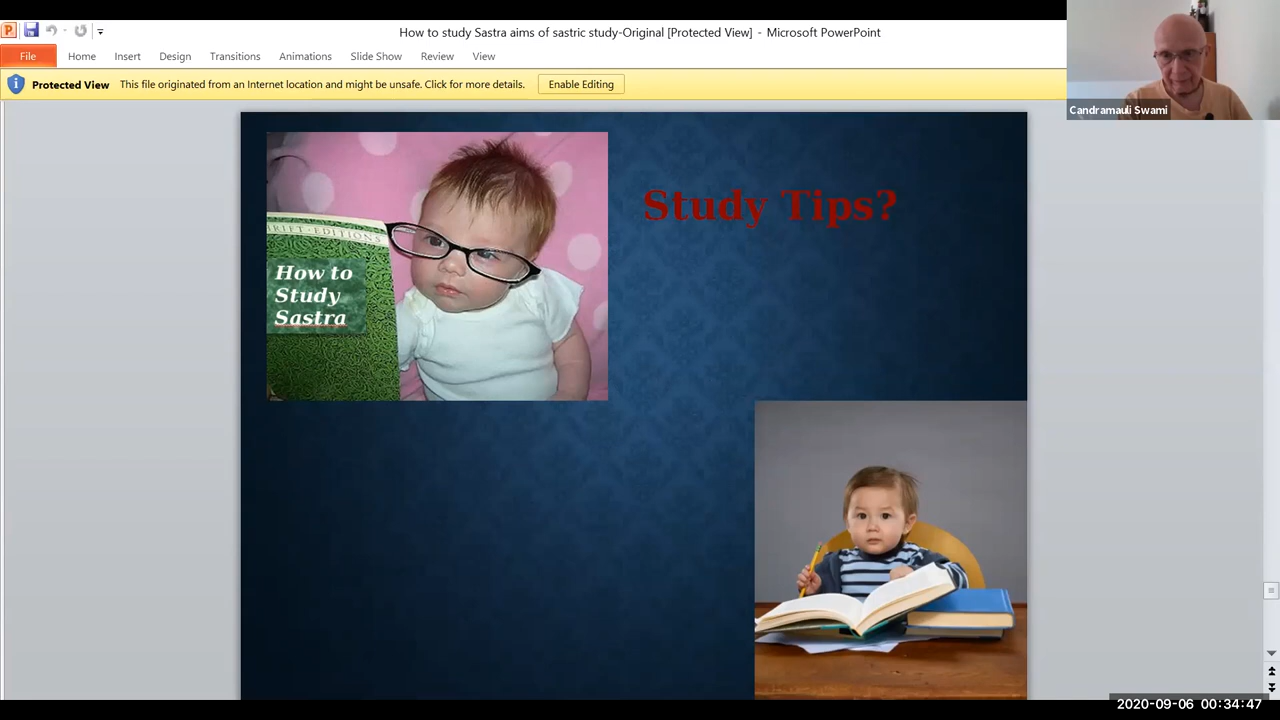 How to study Sastra aims of sastric study-Original [Protected View] - Microsoft PowerPoint
File Home Insert Design Transitions Animations Slide Show Review View
Protected View This file originated from an Internet location and might be unsafe. Click for more details. Enable Editing
Candramauli Swami
Study Tips?
RIFT · EDITIONS
How to
Study
Sastra
2020-09-06 00:34:47